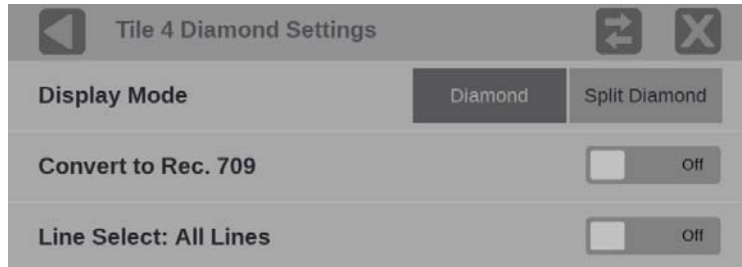 Tile 4 Diamond Settings
Display Mode Diamond Split Diamond
Convert to Rec. 709 Off
Line Select: All Lines Off